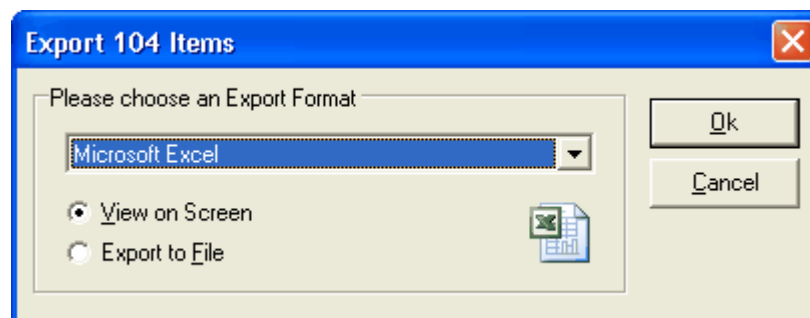 Export 104 Items
Please choose an Export Format
Microsoft Excel
View on Screen
Export to File
Ok
Cancel